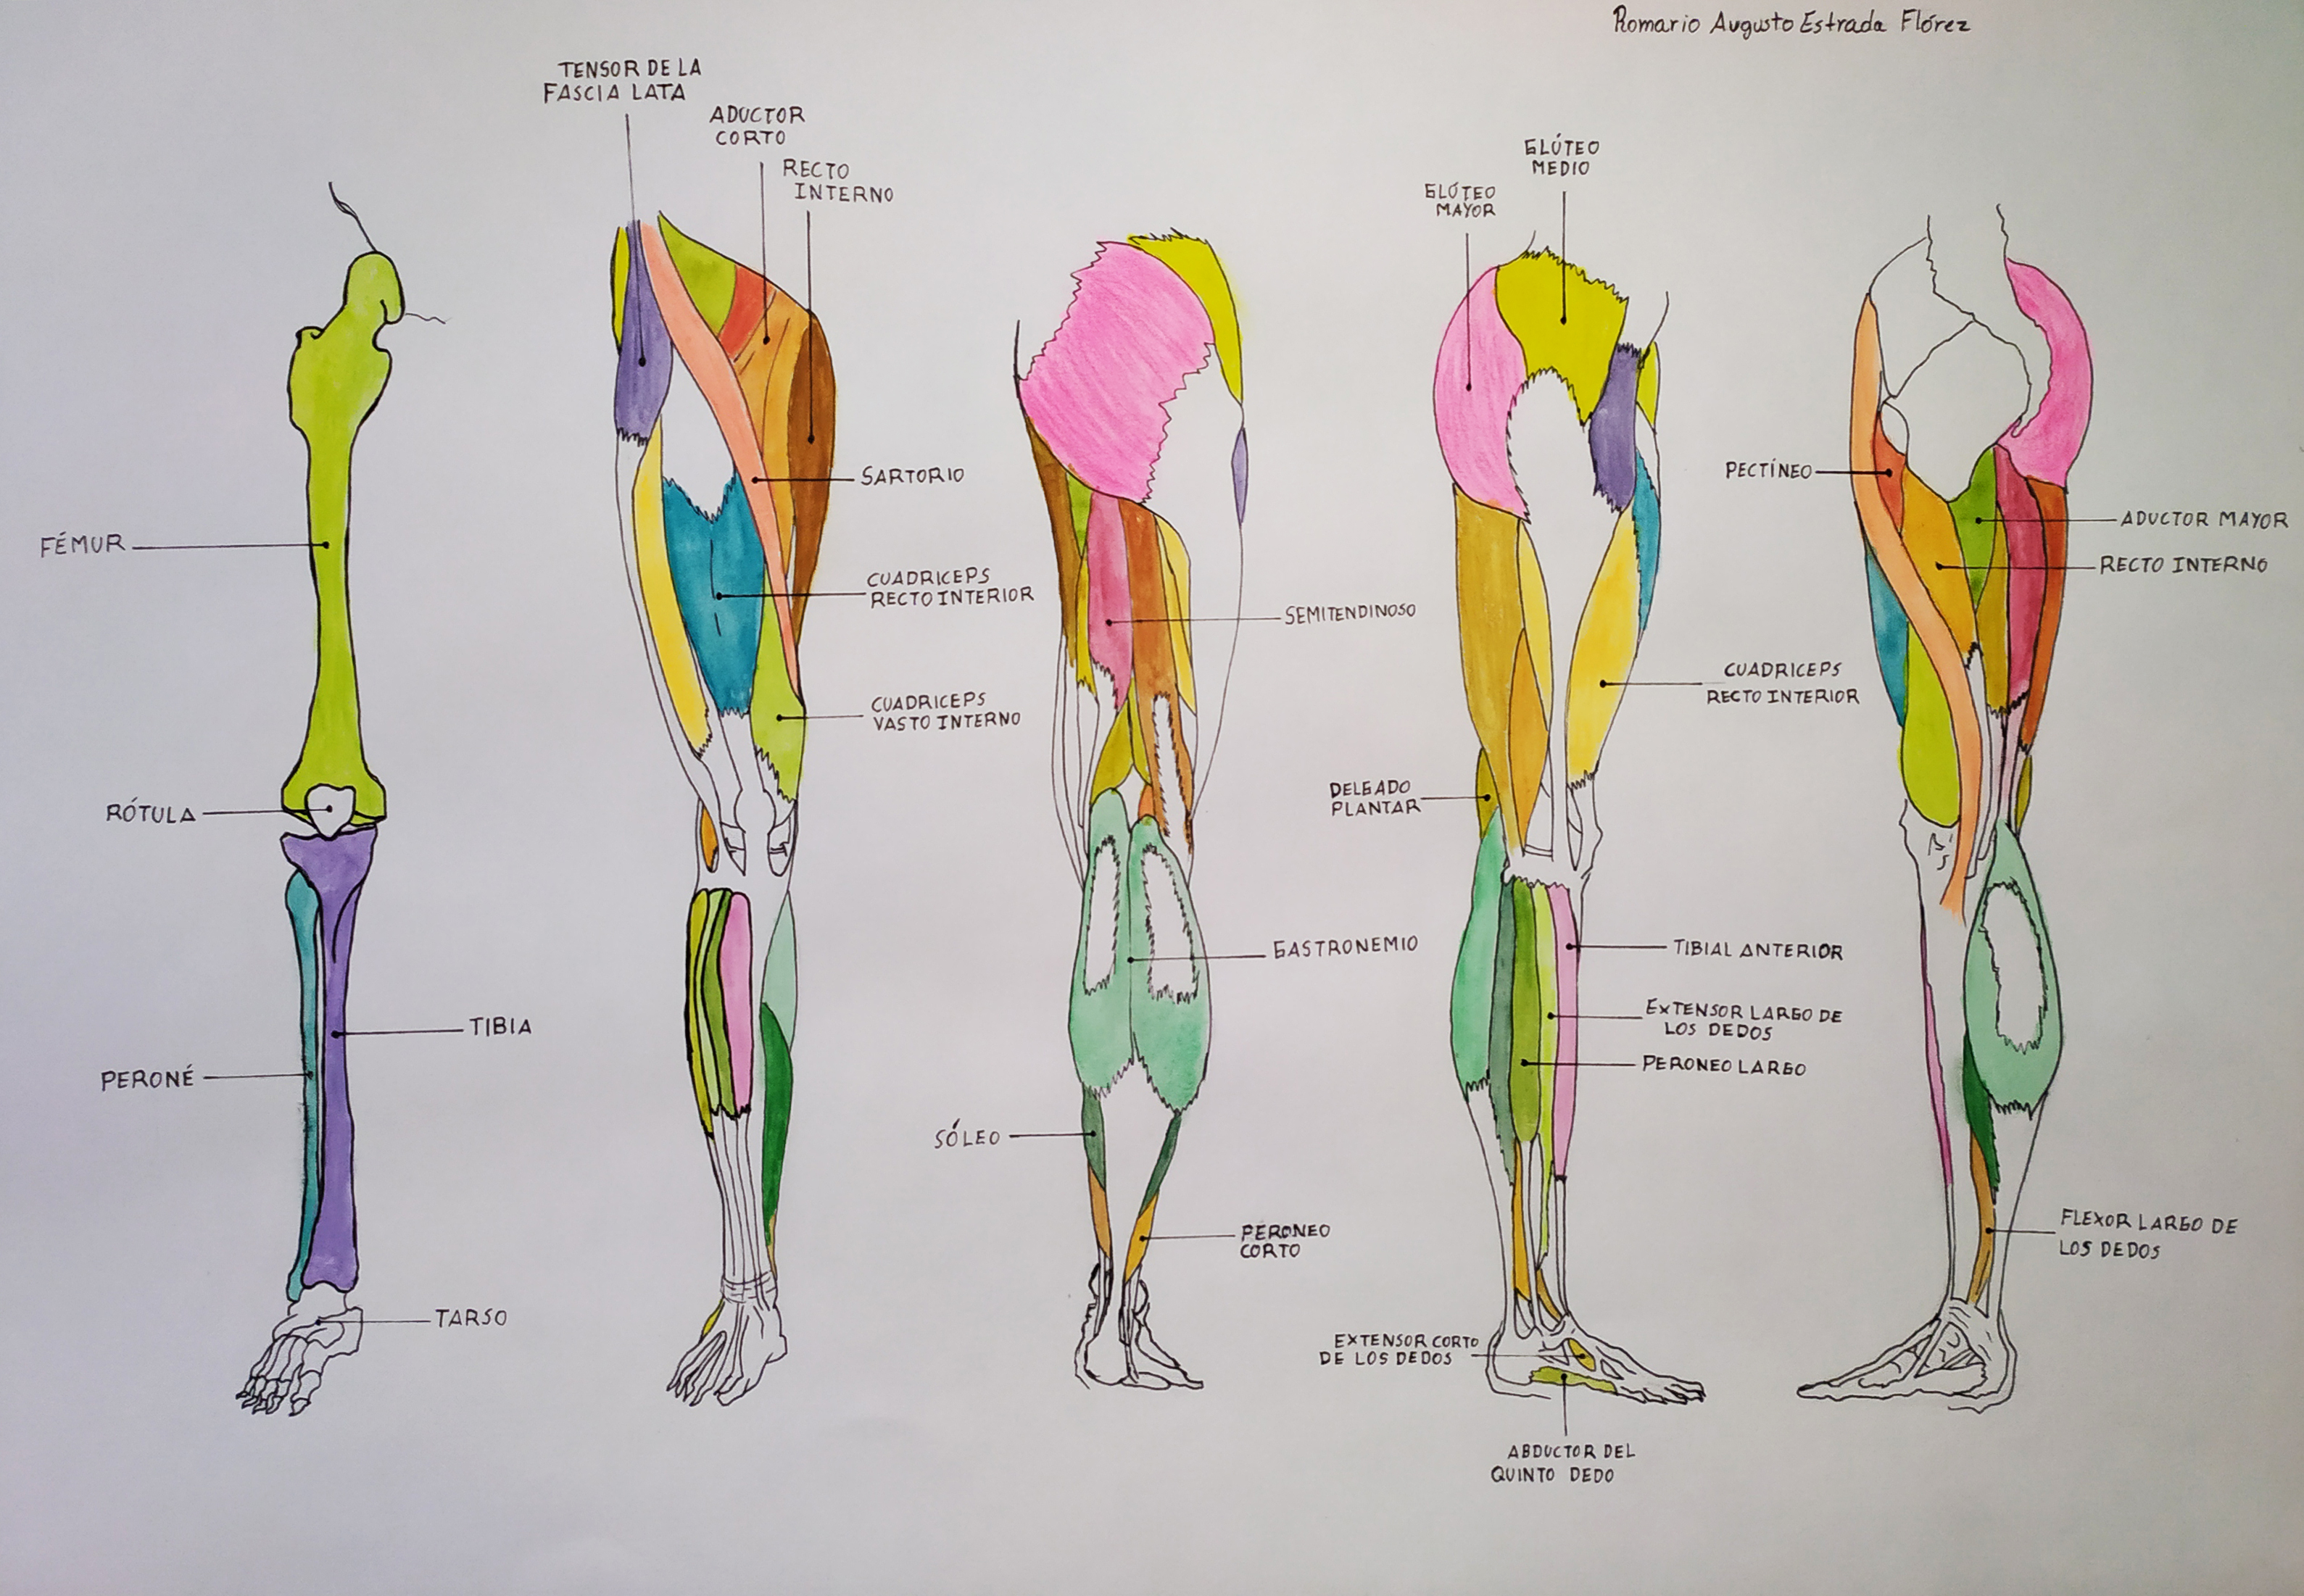 Romario Augusto Estrada Flórez
TENSOR DE LA
FASCIA LATA
ADUCTOR
CORTO
RECTO
INTERNO
FÉMUR
RÓTULA
TIBIA
PERONÉ
TARSO
SARTORIO
CUADRICEPS
RECTO INTERIOR
CUADRICEPS
VASTO INTERNO
SEMITENDINOSO
GASTRONEMIO
SÓLEO
PERONEO
CORTO
GLÚTEO
MAYOR
GLÚTEO
MEDIO
CUADRICEPS
RECTO INTERIOR
DELGADO
PLANTAR
TIBIAL ANTERIOR
EXTENSOR LARGO DE
LOS DEDOS
PERONEO LARGO
EXTENSOR CORTO
DE LOS DEDOS
ABDUCTOR DEL
QUINTO DEDO
PECTÍNEO
ADUCTOR MAYOR
RECTO INTERNO
FLEXOR LARGO DE
LOS DEDOS